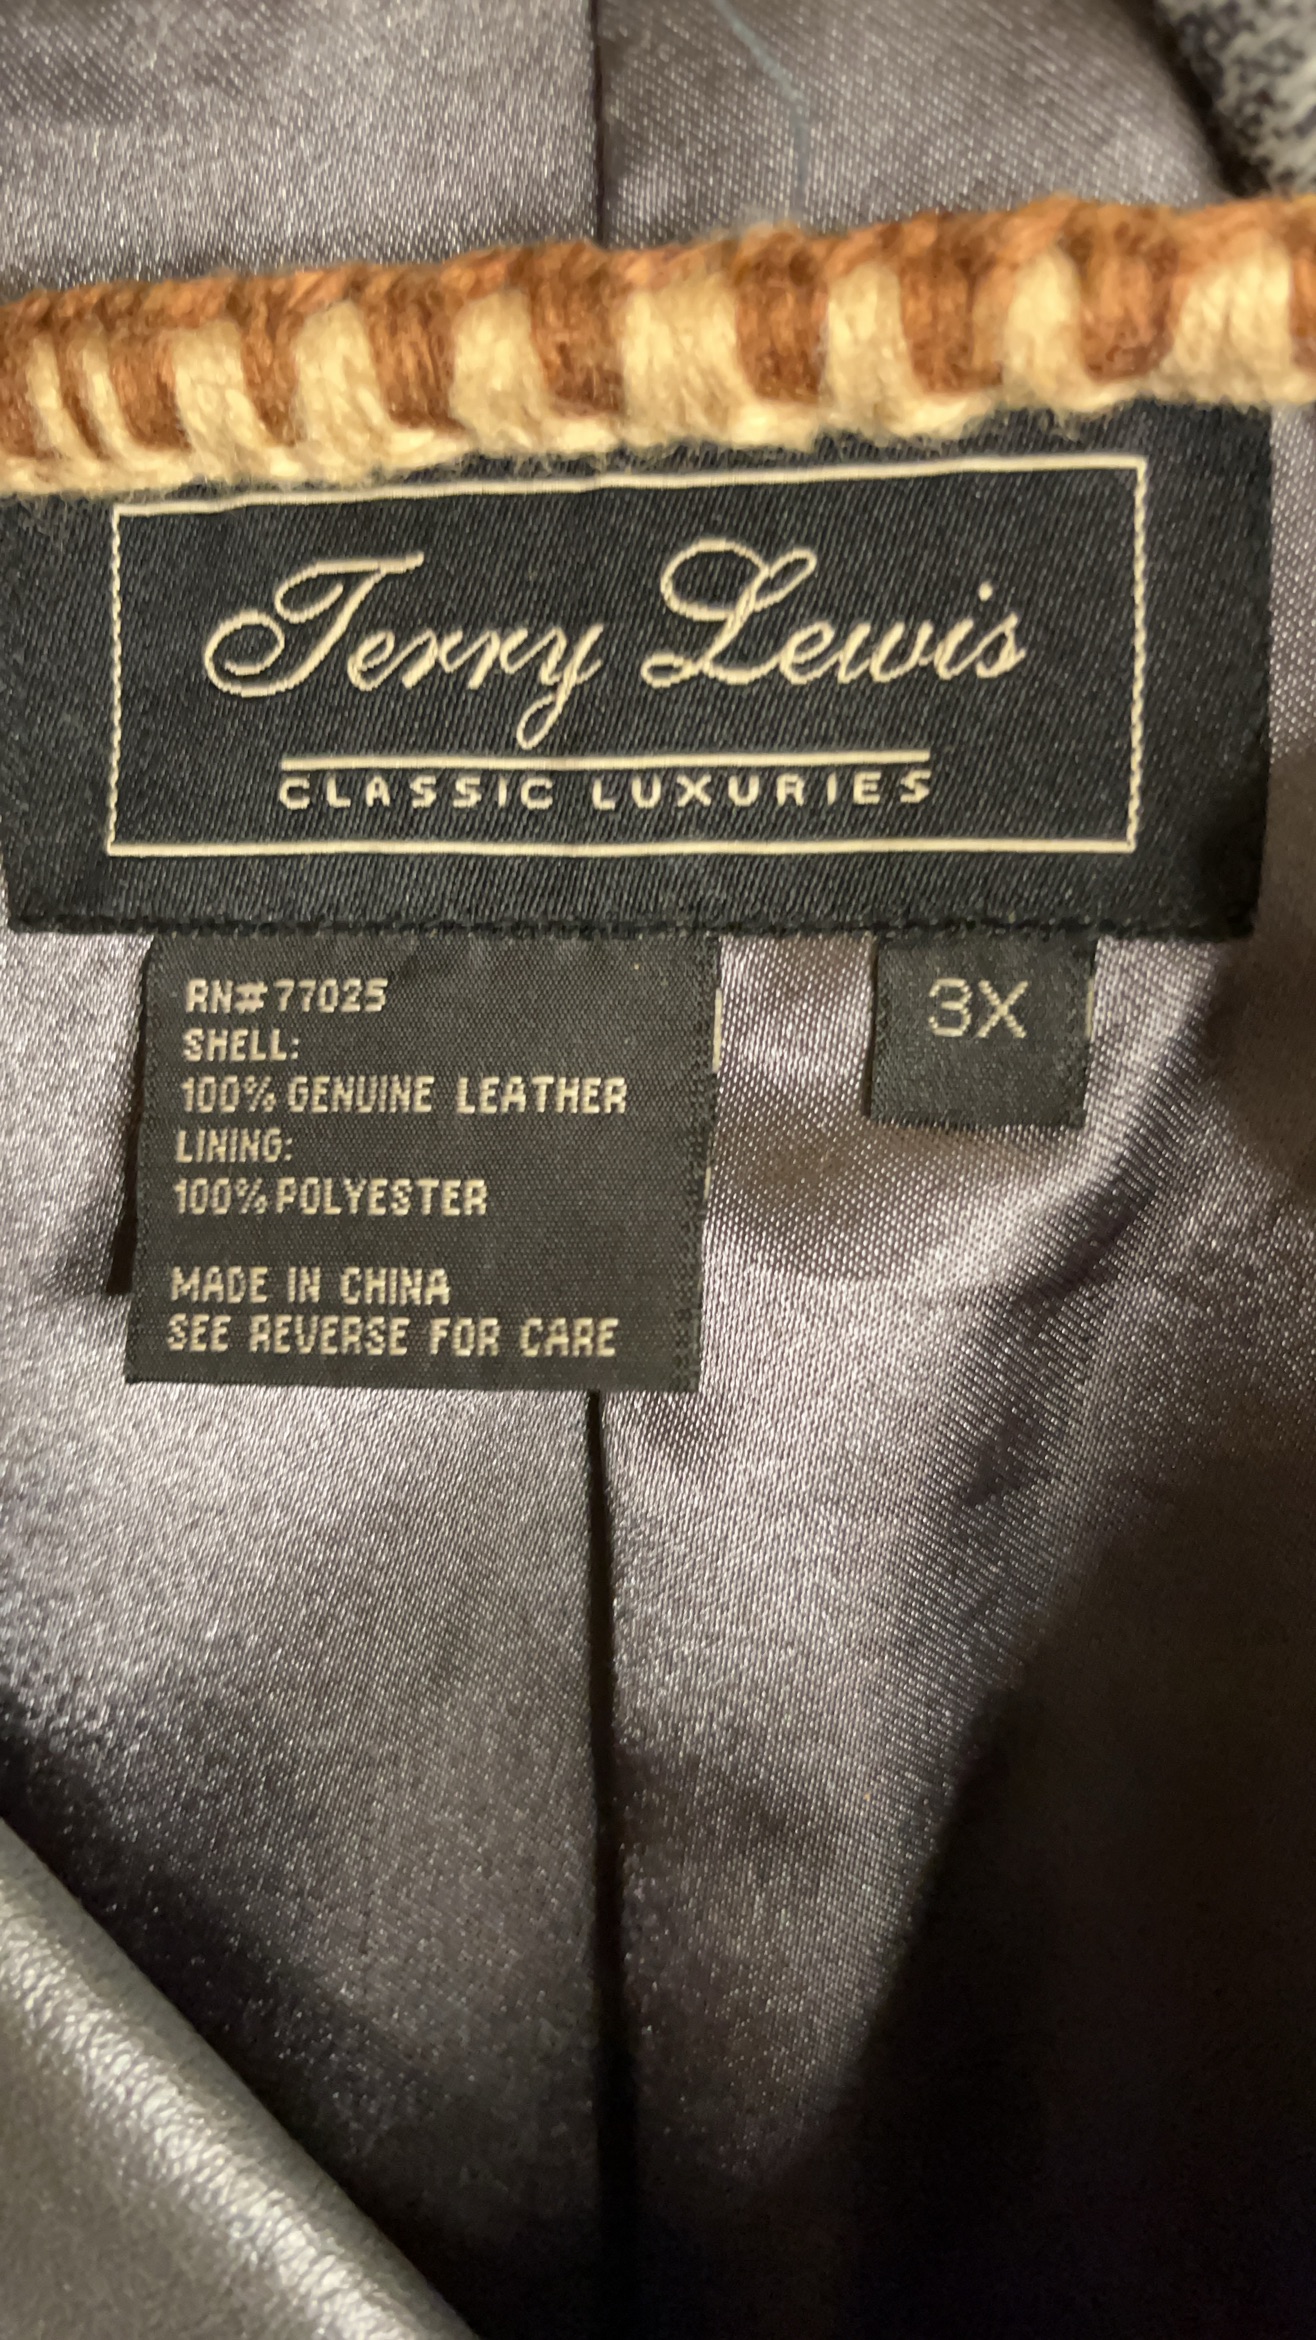 Terry Lewis
CLASSIC LUXURIES
RN#77025
SHELL:
100% GENUINE LEATHER
LINING:
100% POLYESTER
MADE IN CHINA
SEE REVERSE FOR CARE
3X